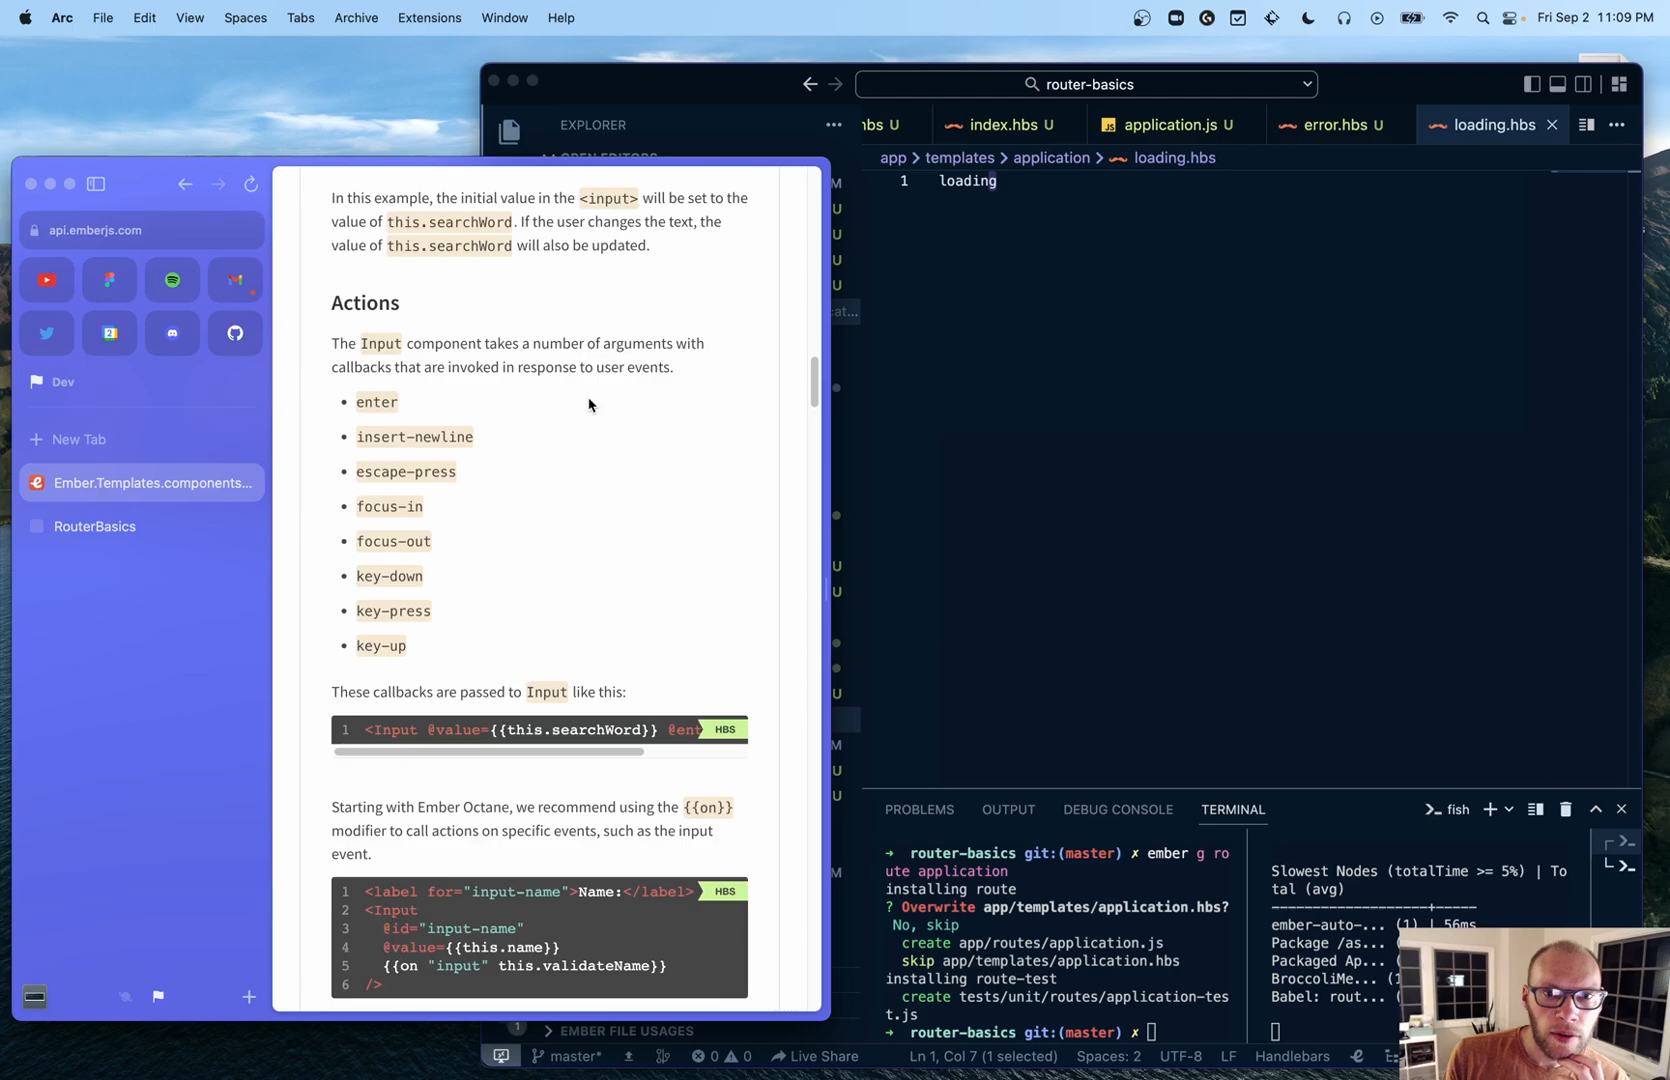 Arc File Edit View Spaces Tabs Archive Extensions Window Help
Fri Sep 2 11:09 PM
router-basics
EXPLORER
hbs U
index.hbs U
application.js U
error.hbs U
loading.hbs
app > templates > application > loading.hbs
1 loading
api.emberjs.com
Dev
New Tab
Ember.Templates.components...
RouterBasics
In this example, the initial value in the <input> will be set to the
value of this.searchWord. If the user changes the text, the
value of this.searchWord will also be updated.
Actions
The Input component takes a number of arguments with
callbacks that are invoked in response to user events.
enter
insert-newline
escape-press
focus-in
focus-out
key-down
key-press
key-up
These callbacks are passed to Input like this:
1 <Input @value={{this.searchWord}} @ent
HBS
Starting with Ember Octane, we recommend using the {{on}}
modifier to call actions on specific events, such as the input
event.
HBS
1 <label for="input-name">Name:</label>
2 <Input
3 @id="input-name"
4 @value={{this.name}}
5 {{on "input" this.validateName}}
6 />
PROBLEMS OUTPUT DEBUG CONSOLE TERMINAL
fish
→ router-basics git:(master) ✗ ember g ro
ute application
installing route
? Overwrite app/templates/application.hbs?
No, skip
create app/routes/application.js
skip app/templates/application.hbs
installing route-test
create tests/unit/routes/application-tes
t.js
→ router-basics git:(master) ✗
Slowest Nodes (totalTime >= 5%) | To
tal (avg)
ember-auto-... (1) | 56ms
Package /as...
Packaged Ap...
BroccoliMe...
Babel: rout...
1
EMBER FILE USAGES
master* 0 0 Live Share Ln 1, Col 7 (1 selected) Spaces: 2 UTF-8 LF Handlebars